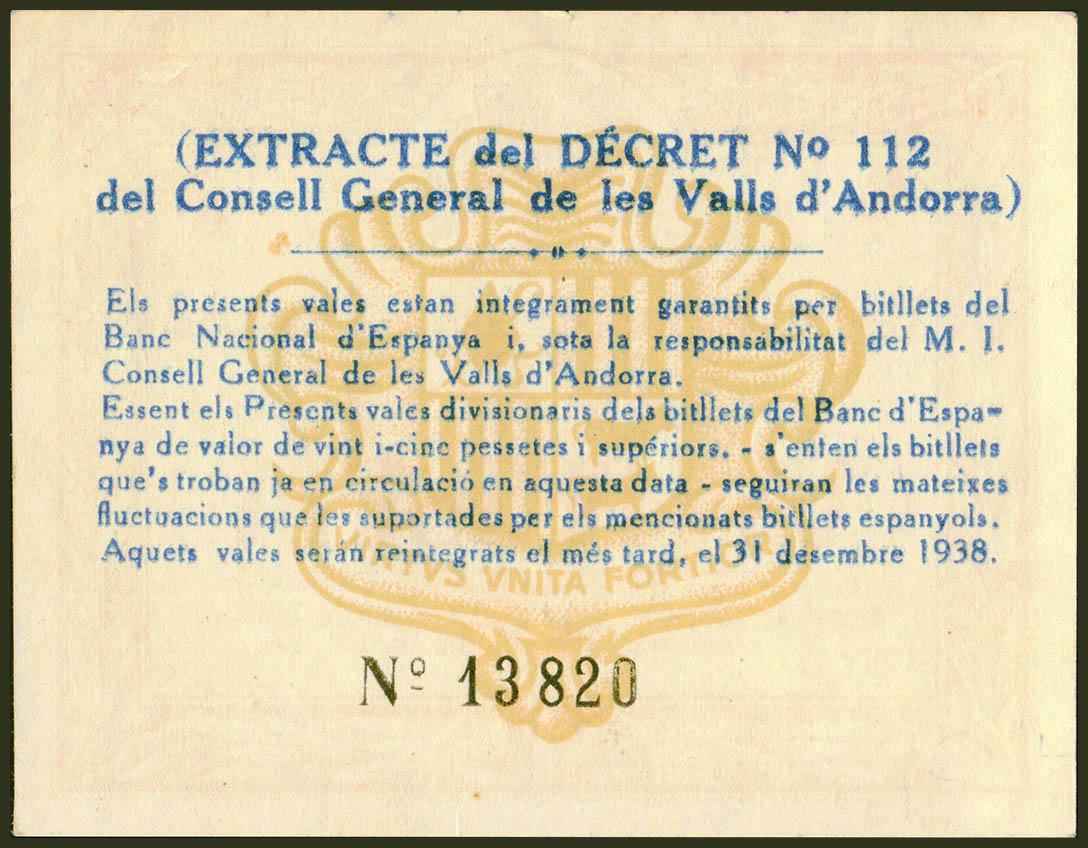 (EXTRACTE del DÉCRET Nº 112
del Consell General de les Valls d'Andorra)
Els presents vales estan integrament garantits per bitllets del
Banc Nacional d'Espanya i, sota la responsabilitat del M. I.
Consell General de les Valls d'Andorra.
Essent els Presents vales divisionaris dels bitllets del Banc d'Espa-
nya de valor de vint i-cinc pessetes i supériors. - s'enten els bitllets
que's troban ja en circulació en aquesta data - seguiran les mateixes
fluctuacions que les suportades per els mencionats bitllets espanyols.
Aquets vales serán reintegrats el més tard, el 31 desembre 1938.
VIRTVS VNITA FORTIOR
Nº 13820